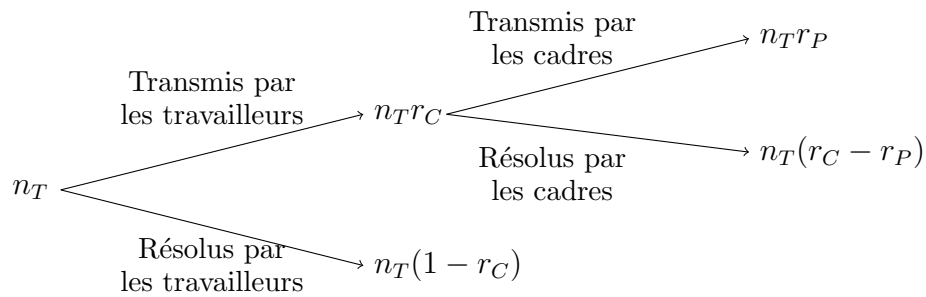 Transmis par
les cadres
$n_T r_P$
Transmis par
les travailleurs
$n_T r_C$
Résolus par
les cadres
$n_T(r_C - r_P)$
$n_T$
Résolus par
les travailleurs
$n_T(1 - r_C)$